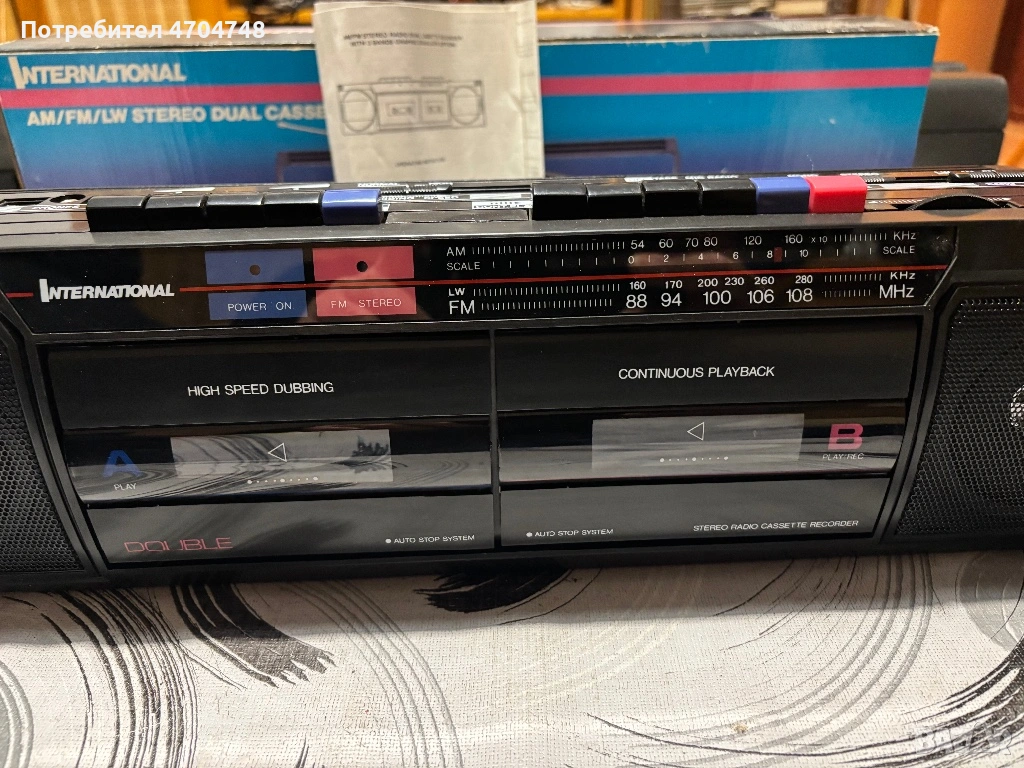 Потребител 4704748
INTERNATIONAL
AM/FM/LW STEREO DUAL CASSE
INTERNATIONAL
POWER ON
FM STEREO
AM 54 60 70 80 120 160 x10 KHz
SCALE 0 2 4 6 8 10 SCALE
LW 160 170 200 230 260 280 KHz
FM 88 94 100 106 108 MHz
HIGH SPEED DUBBING
CONTINUOUS PLAYBACK
A
PLAY
B
PLAY/REC
DOUBLE
AUTO STOP SYSTEM
AUTO STOP SYSTEM
STEREO RADIO CASSETTE RECORDER